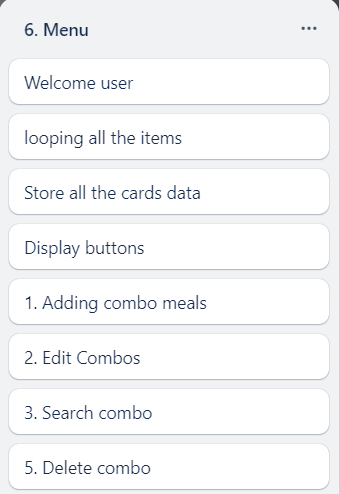 6. Menu
Welcome user
looping all the items
Store all the cards data
Display buttons
1. Adding combo meals
2. Edit Combos
3. Search combo
5. Delete combo